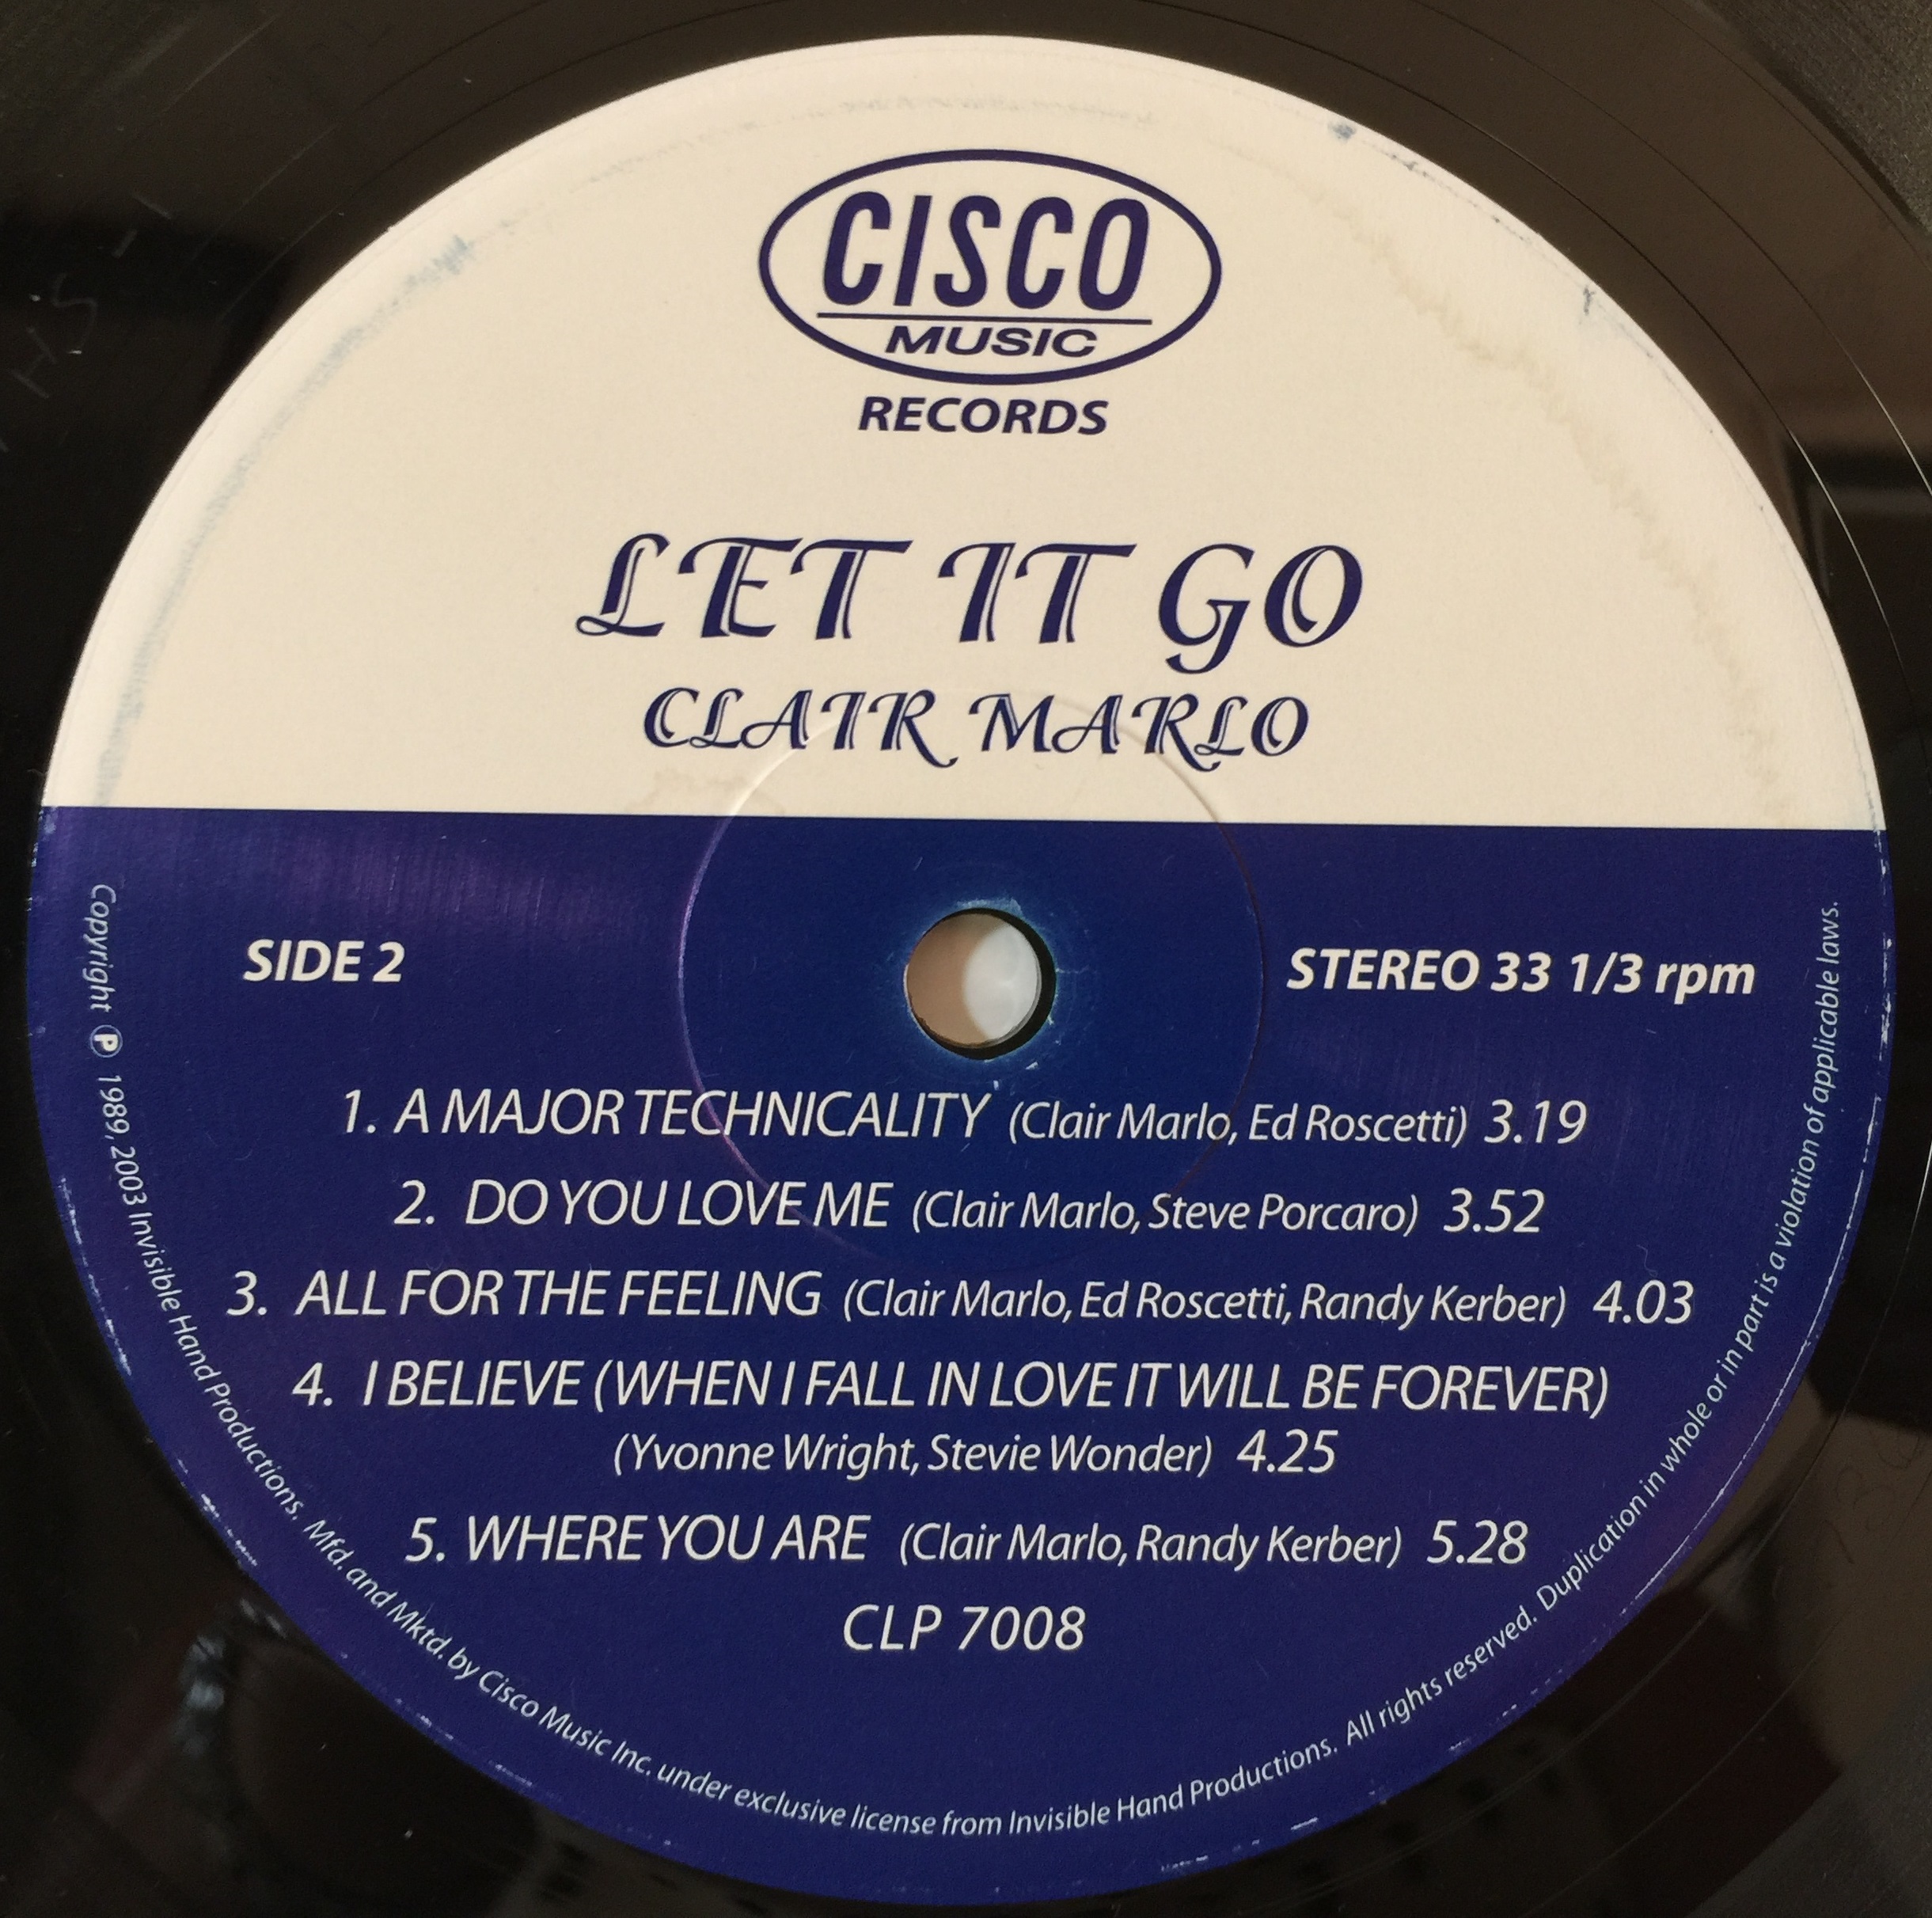 CISCO
MUSIC
RECORDS
LET IT GO
CLAIR MARLO
SIDE 2
STEREO 33 1/3 rpm
1. A MAJOR TECHNICALITY (Clair Marlo, Ed Roscetti) 3.19
2. DO YOU LOVE ME (Clair Marlo, Steve Porcaro) 3.52
3. ALL FOR THE FEELING (Clair Marlo, Ed Roscetti, Randy Kerber) 4.03
4. I BELIEVE (WHEN I FALL IN LOVE IT WILL BE FOREVER)
(Yvonne Wright, Stevie Wonder) 4.25
5. WHERE YOU ARE (Clair Marlo, Randy Kerber) 5.28
CLP 7008
Copyright ℗ 1989, 2003 Invisible Hand Productions. Mfd. and Mktd. by Cisco Music Inc. under exclusive license from Invisible Hand Productions. All rights reserved. Duplication in whole or in part is a violation of applicable laws.